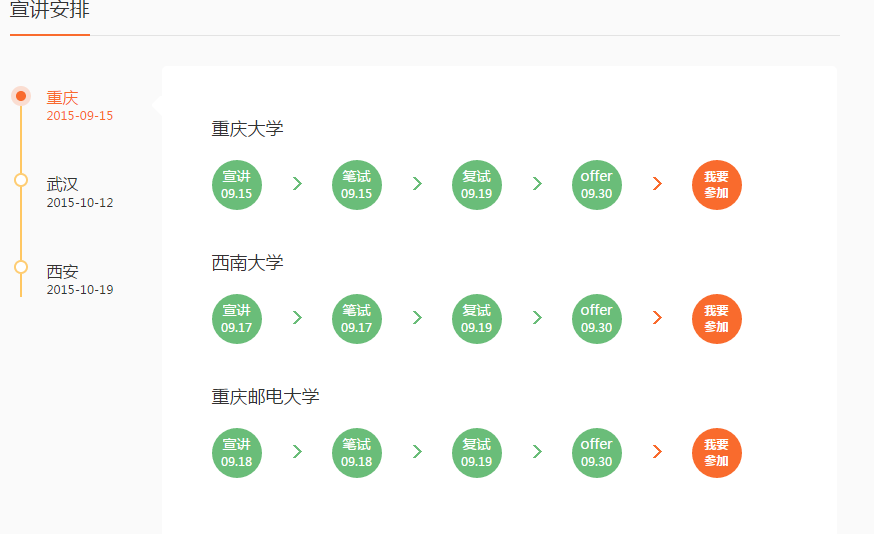 宣讲安排
重庆
2015-09-15
武汉
2015-10-12
西安
2015-10-19
重庆大学
宣讲
09.15
笔试
09.15
复试
09.19
offer
09.30
我要
参加
西南大学
宣讲
09.17
笔试
09.17
复试
09.19
offer
09.30
我要
参加
重庆邮电大学
宣讲
09.18
笔试
09.18
复试
09.19
offer
09.30
我要
参加